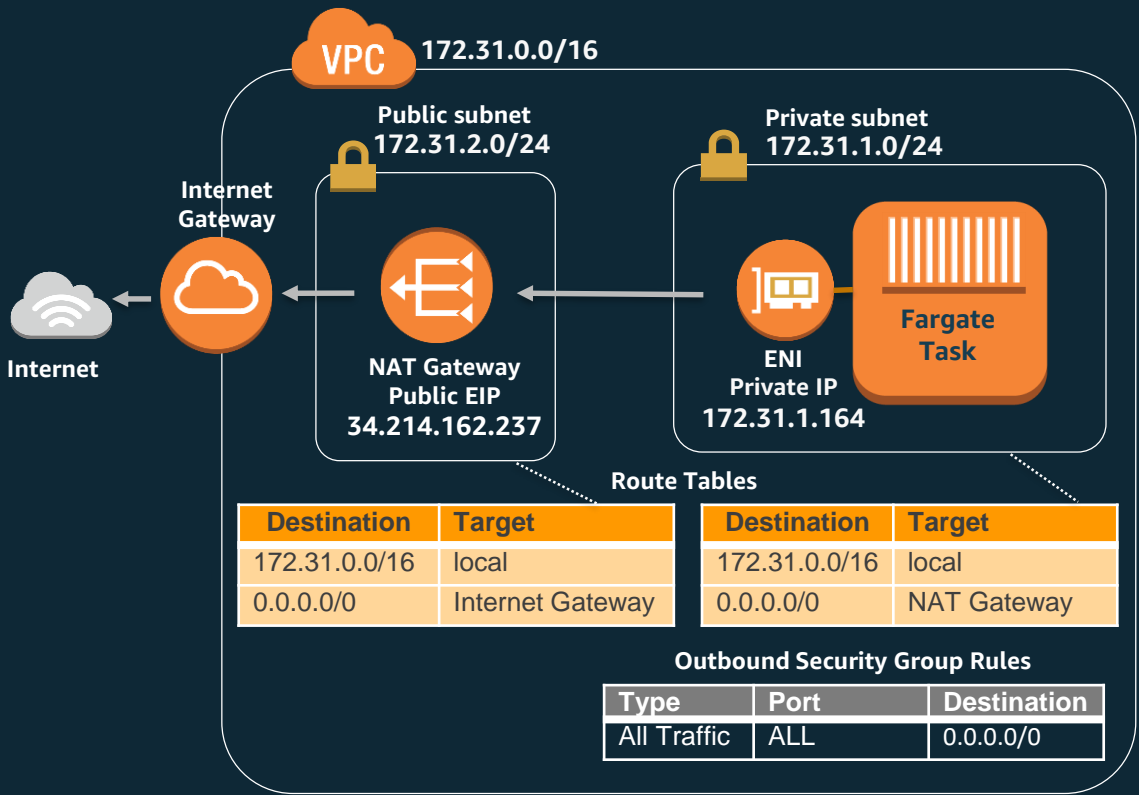 VPC
172.31.0.0/16
Public subnet
172.31.2.0/24
Private subnet
172.31.1.0/24
Internet
Gateway
Internet
NAT Gateway
Public EIP
34.214.162.237
ENI
Private IP
172.31.1.164
Fargate
Task
Route Tables
Destination Target
172.31.0.0/16 local
0.0.0.0/0 Internet Gateway
Destination Target
172.31.0.0/16 local
0.0.0.0/0 NAT Gateway
Outbound Security Group Rules
Type Port Destination
All Traffic ALL 0.0.0.0/0